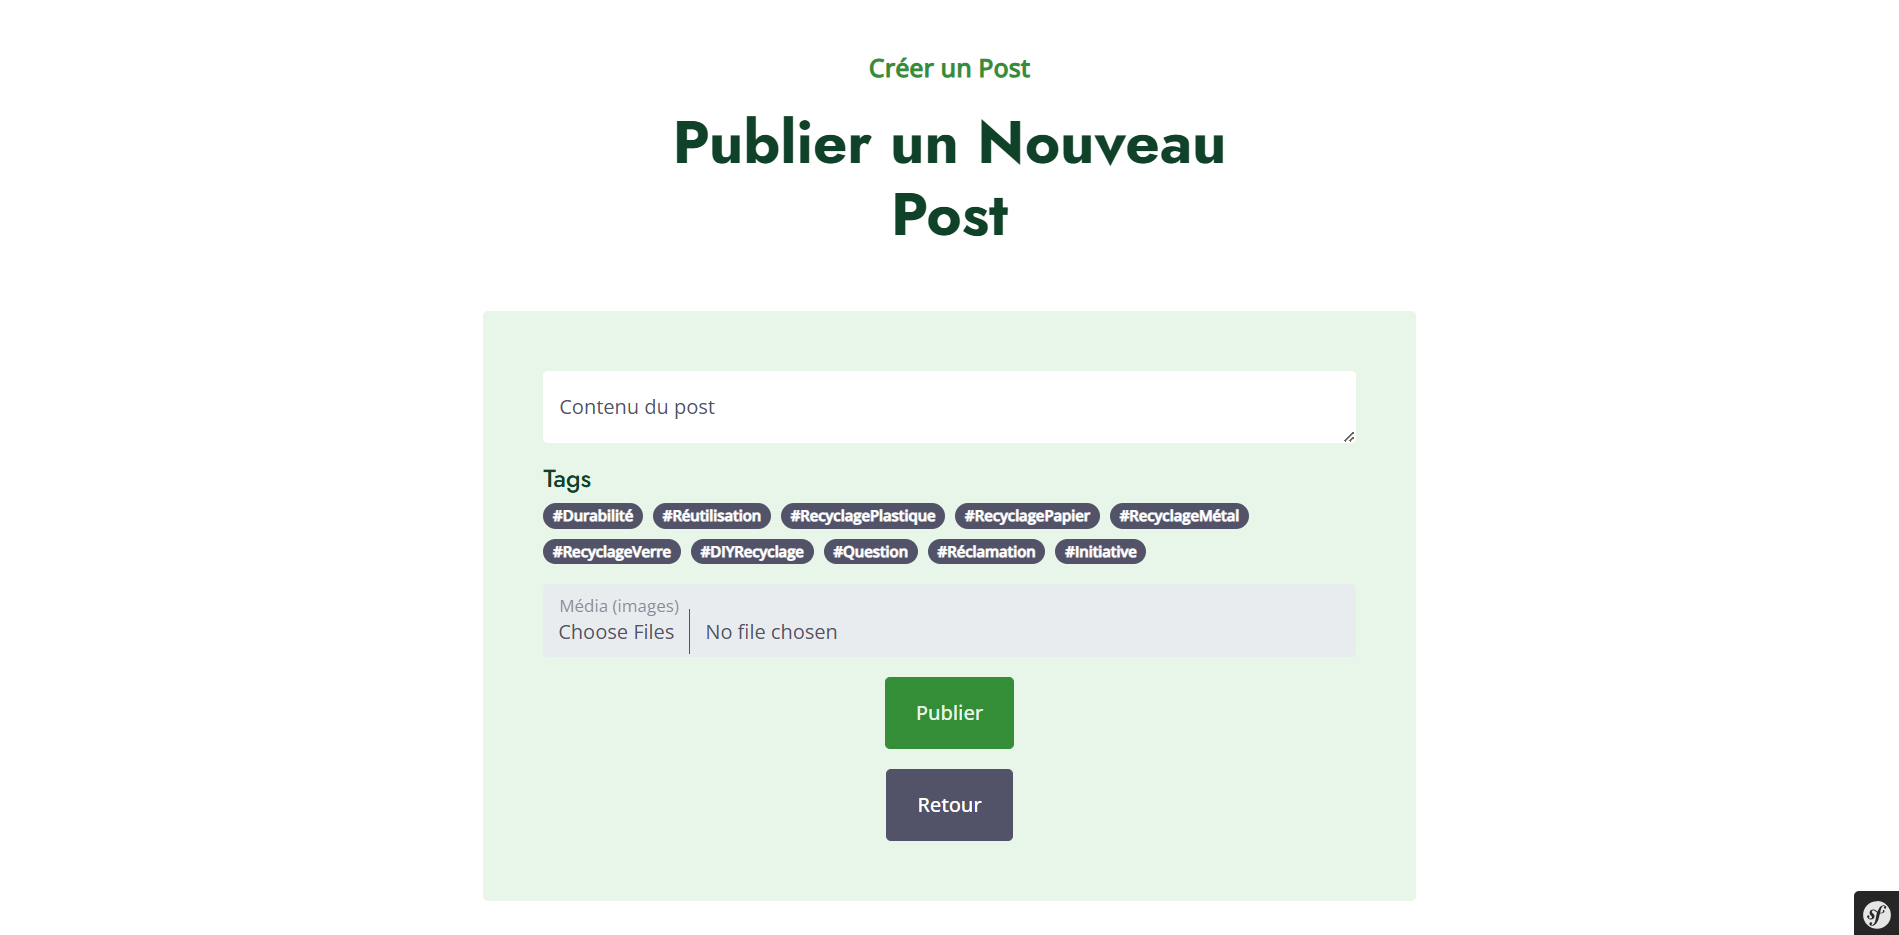 Créer un Post
Publier un Nouveau
Post
Contenu du post
Tags
#Durabilité #Réutilisation #RecyclagePlastique #RecyclagePapier #RecyclageMétal
#RecyclageVerre #DIYRecyclage #Question #Réclamation #Initiative
Média (images)
Choose Files No file chosen
Publier
Retour
sf